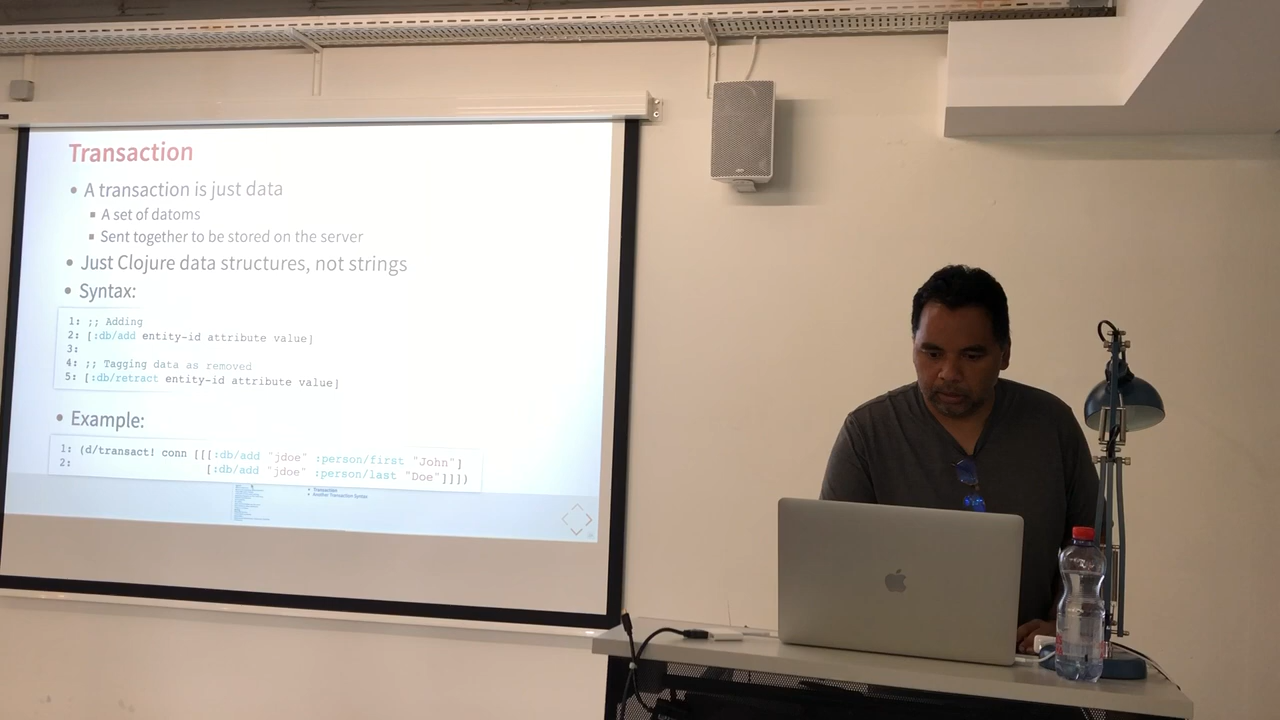 Transaction
• A transaction is just data
▪ A set of datoms
▪ Sent together to be stored on the server
• Just Clojure data structures, not strings
• Syntax:
1: ;; Adding
2: [:db/add entity-id attribute value]
3:
4: ;; Tagging data as removed
5: [:db/retract entity-id attribute value]
• Example:
1: (d/transact! conn [[[:db/add "jdoe" :person/first "John"]
2: [:db/add "jdoe" :person/last "Doe"]]])
• Transaction
• Another Transaction Syntax